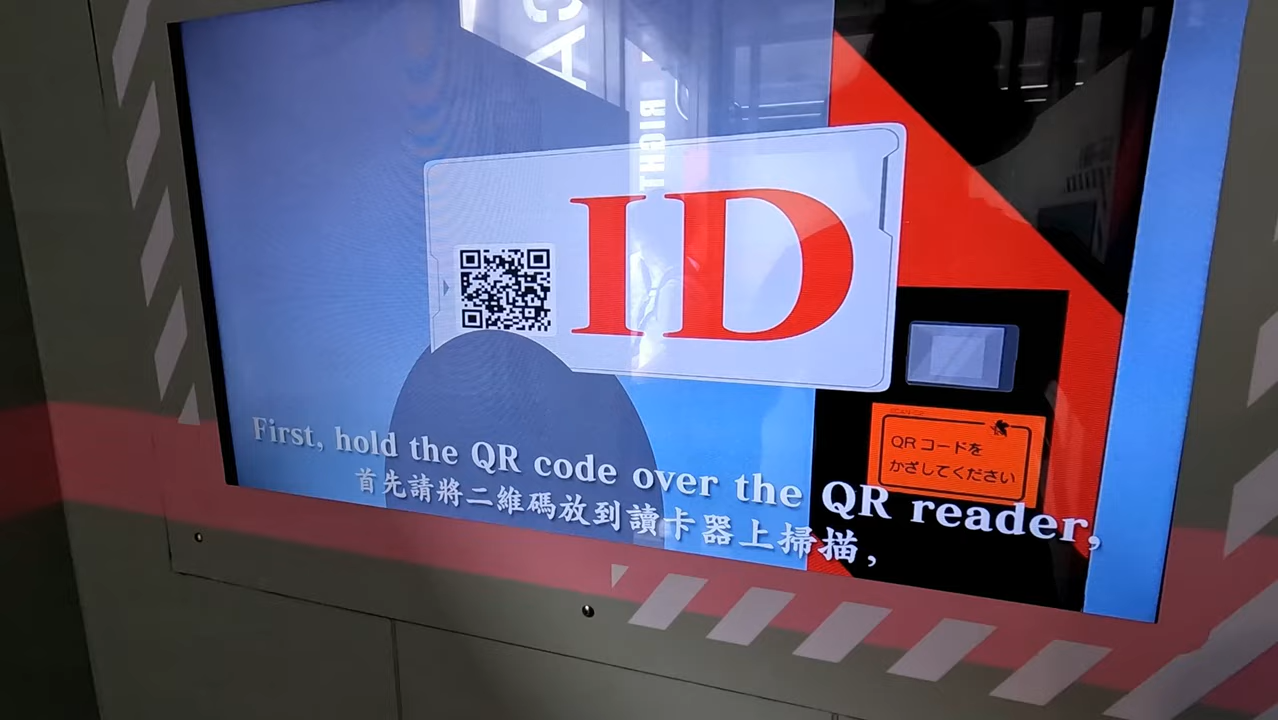 RIGHT
ID
QRコードを
かざしてください
First, hold the QR code over the QR reader,
首先請將二維碼放到讀卡器上掃描,